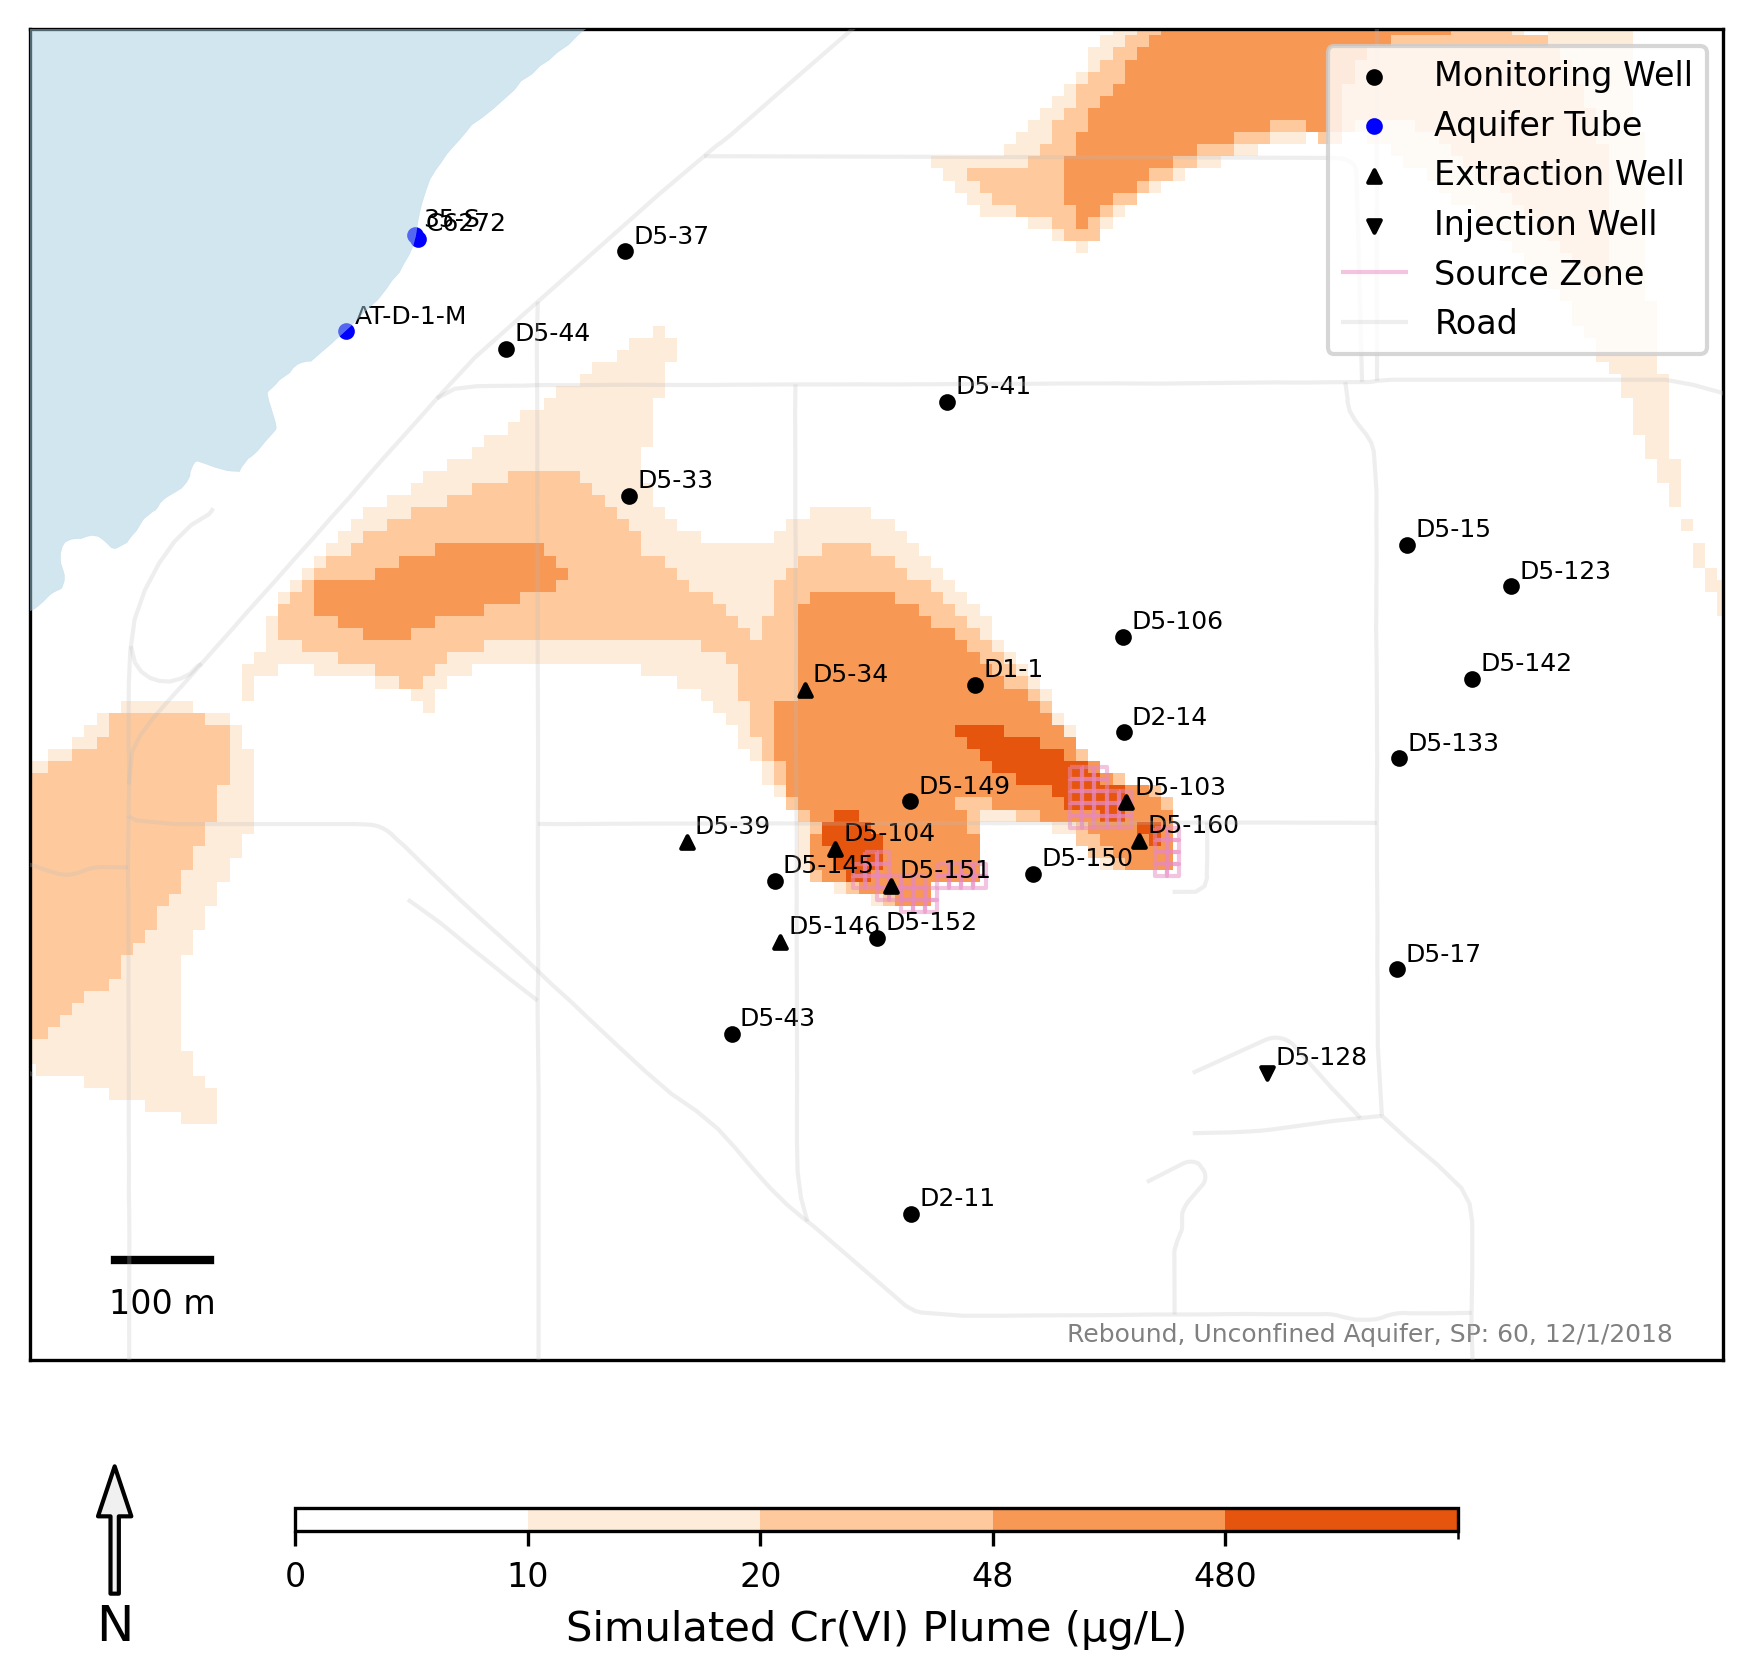 Monitoring Well
Aquifer Tube
Extraction Well
Injection Well
Source Zone
Road
35-S
C6272
D5-37
AT-D-1-M
D5-44
D5-41
D5-33
D5-15
D5-123
D5-106
D5-142
D1-1
D5-34
D2-14
D5-133
D5-149
D5-103
D5-39
D5-104
D5-160
D5-145
D5-151
D5-150
D5-146
D5-152
D5-17
D5-43
D5-128
D2-11
100 m
Rebound, Unconfined Aquifer, SP: 60, 12/1/2018
0 10 20 48 480
Simulated Cr(VI) Plume (μg/L)
N